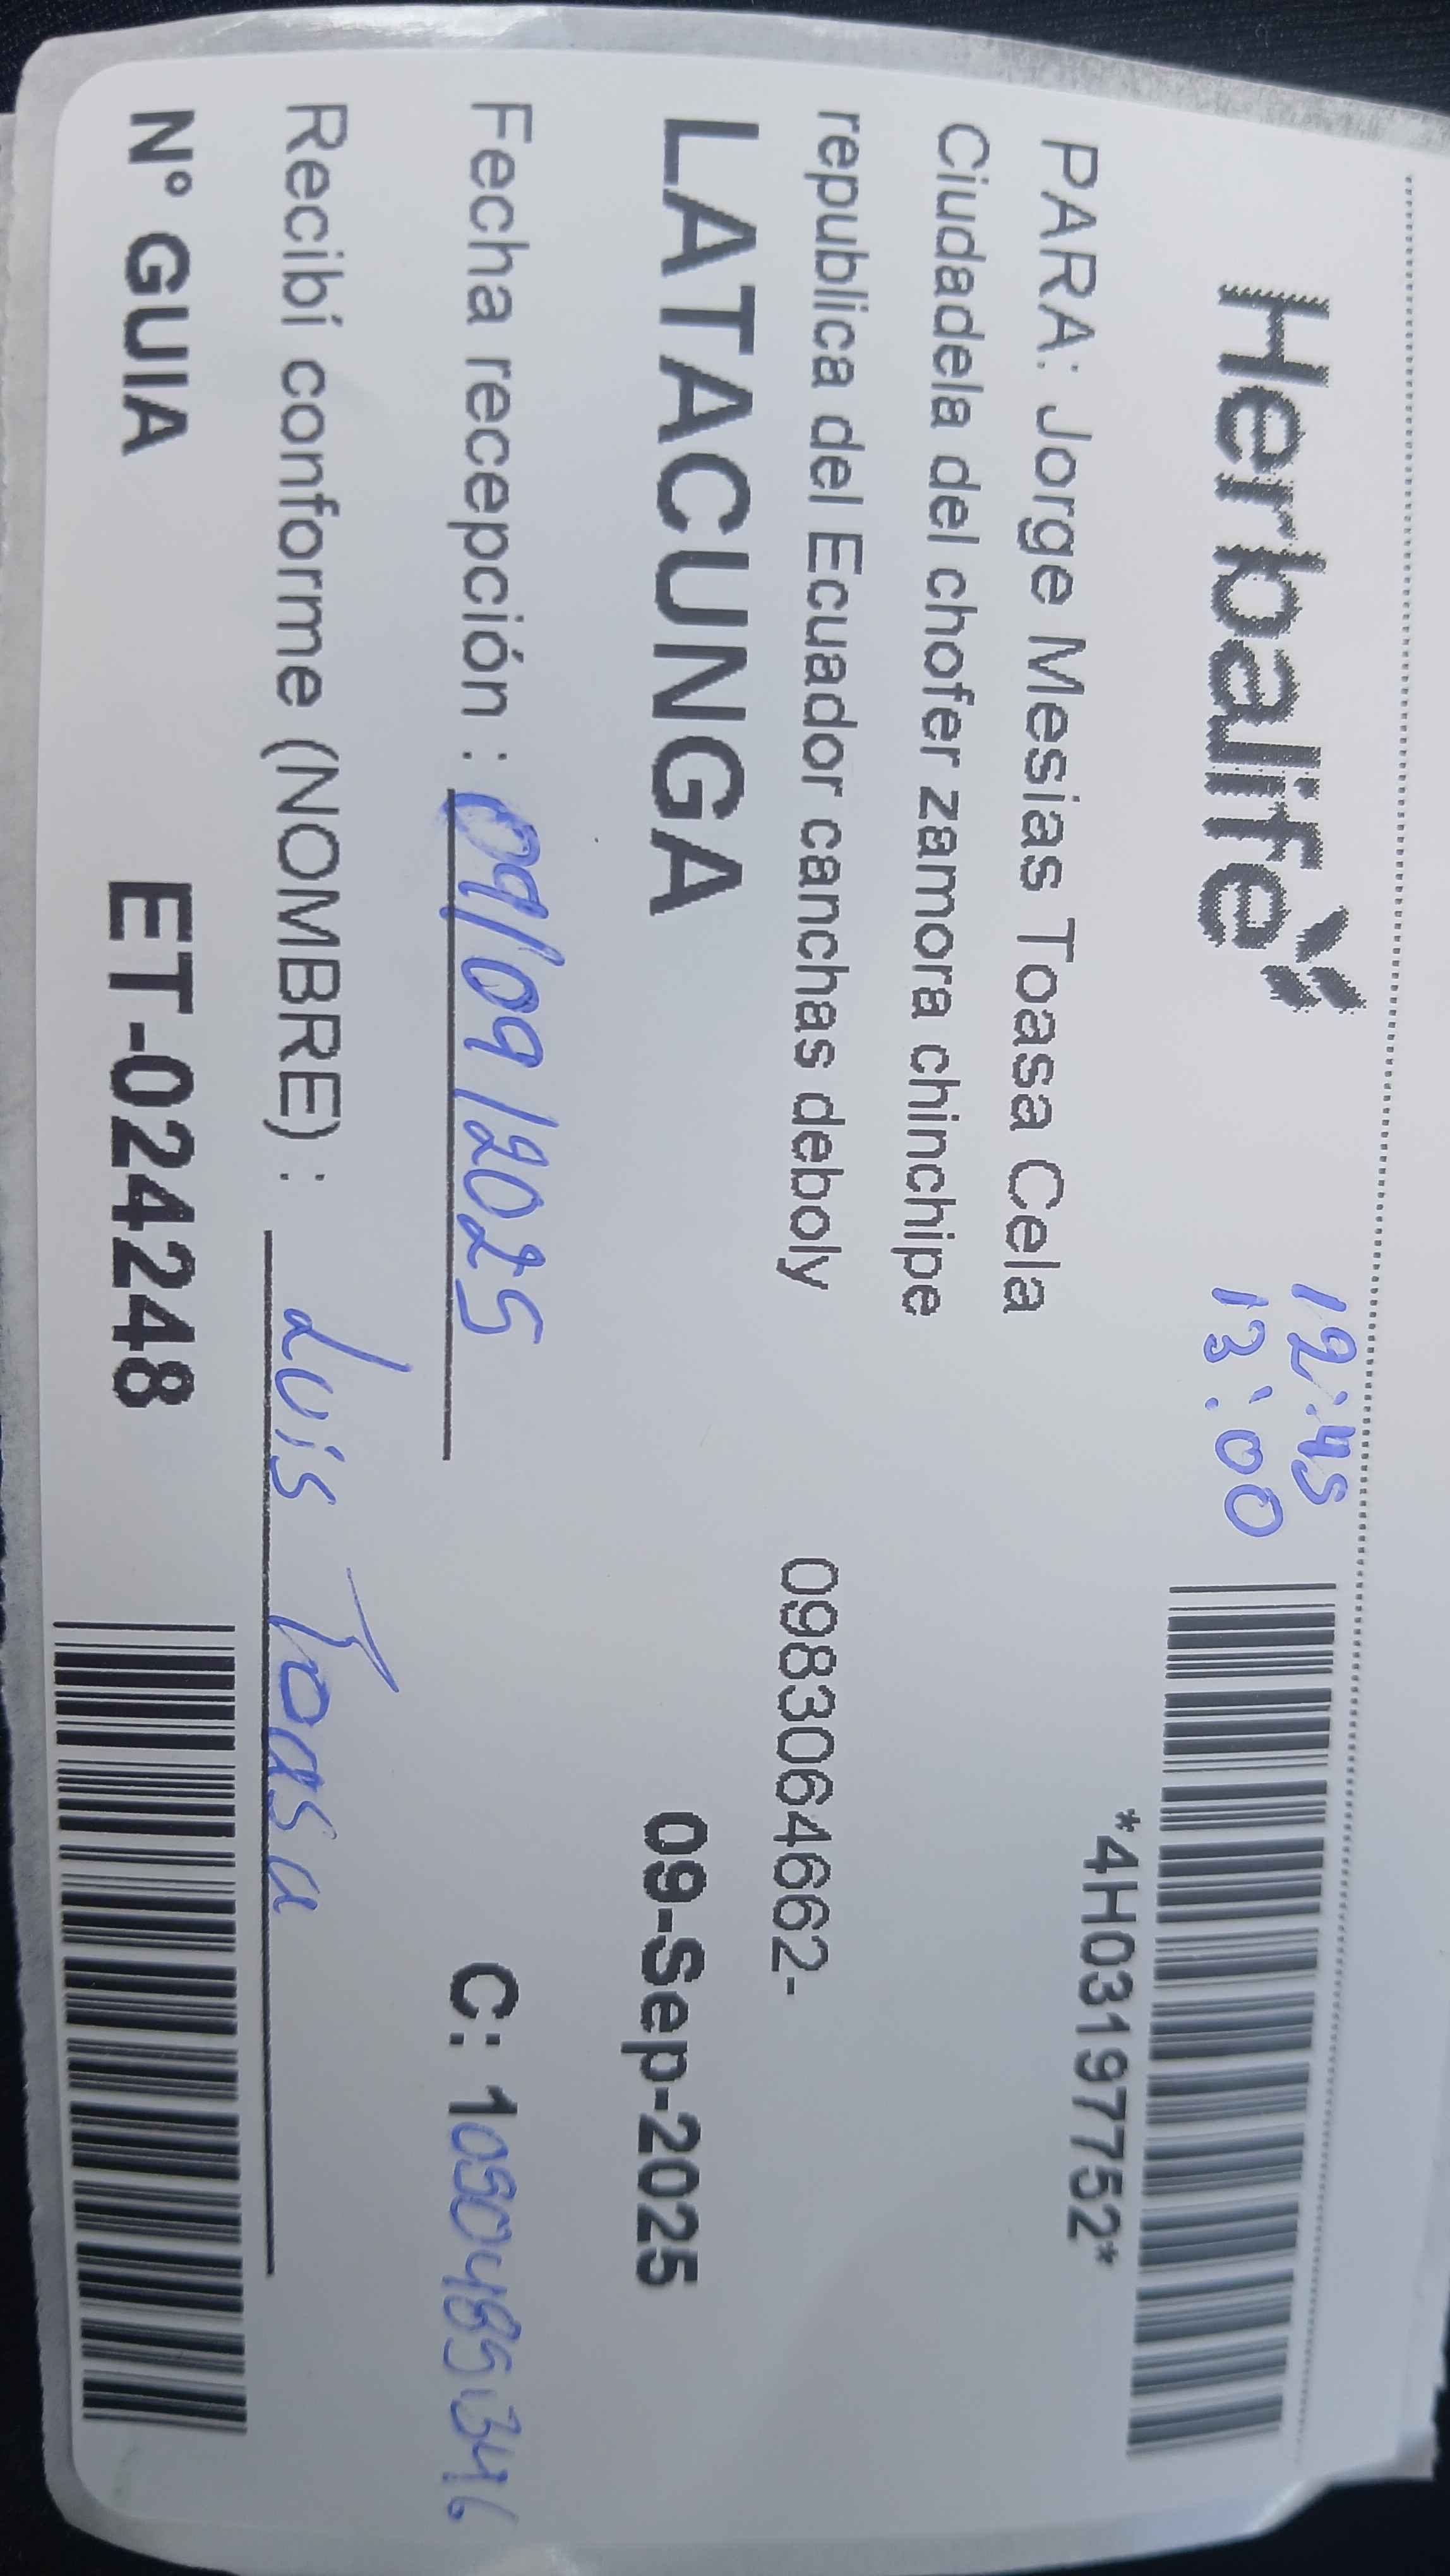 Herbalife
12:45
13:00
*4H03197752*
PARA: Jorge Mesias Toasa Cela
Ciudadela del chofer zamora chinchipe
republica del Ecuador canchas deboly
0983064662-
LATACUNGA
09-Sep-2025
Fecha recepción : 09/09/2025
C: 1 0504853416
Recibí conforme (NOMBRE) : Luis Toasa
N° GUIA ET-024248